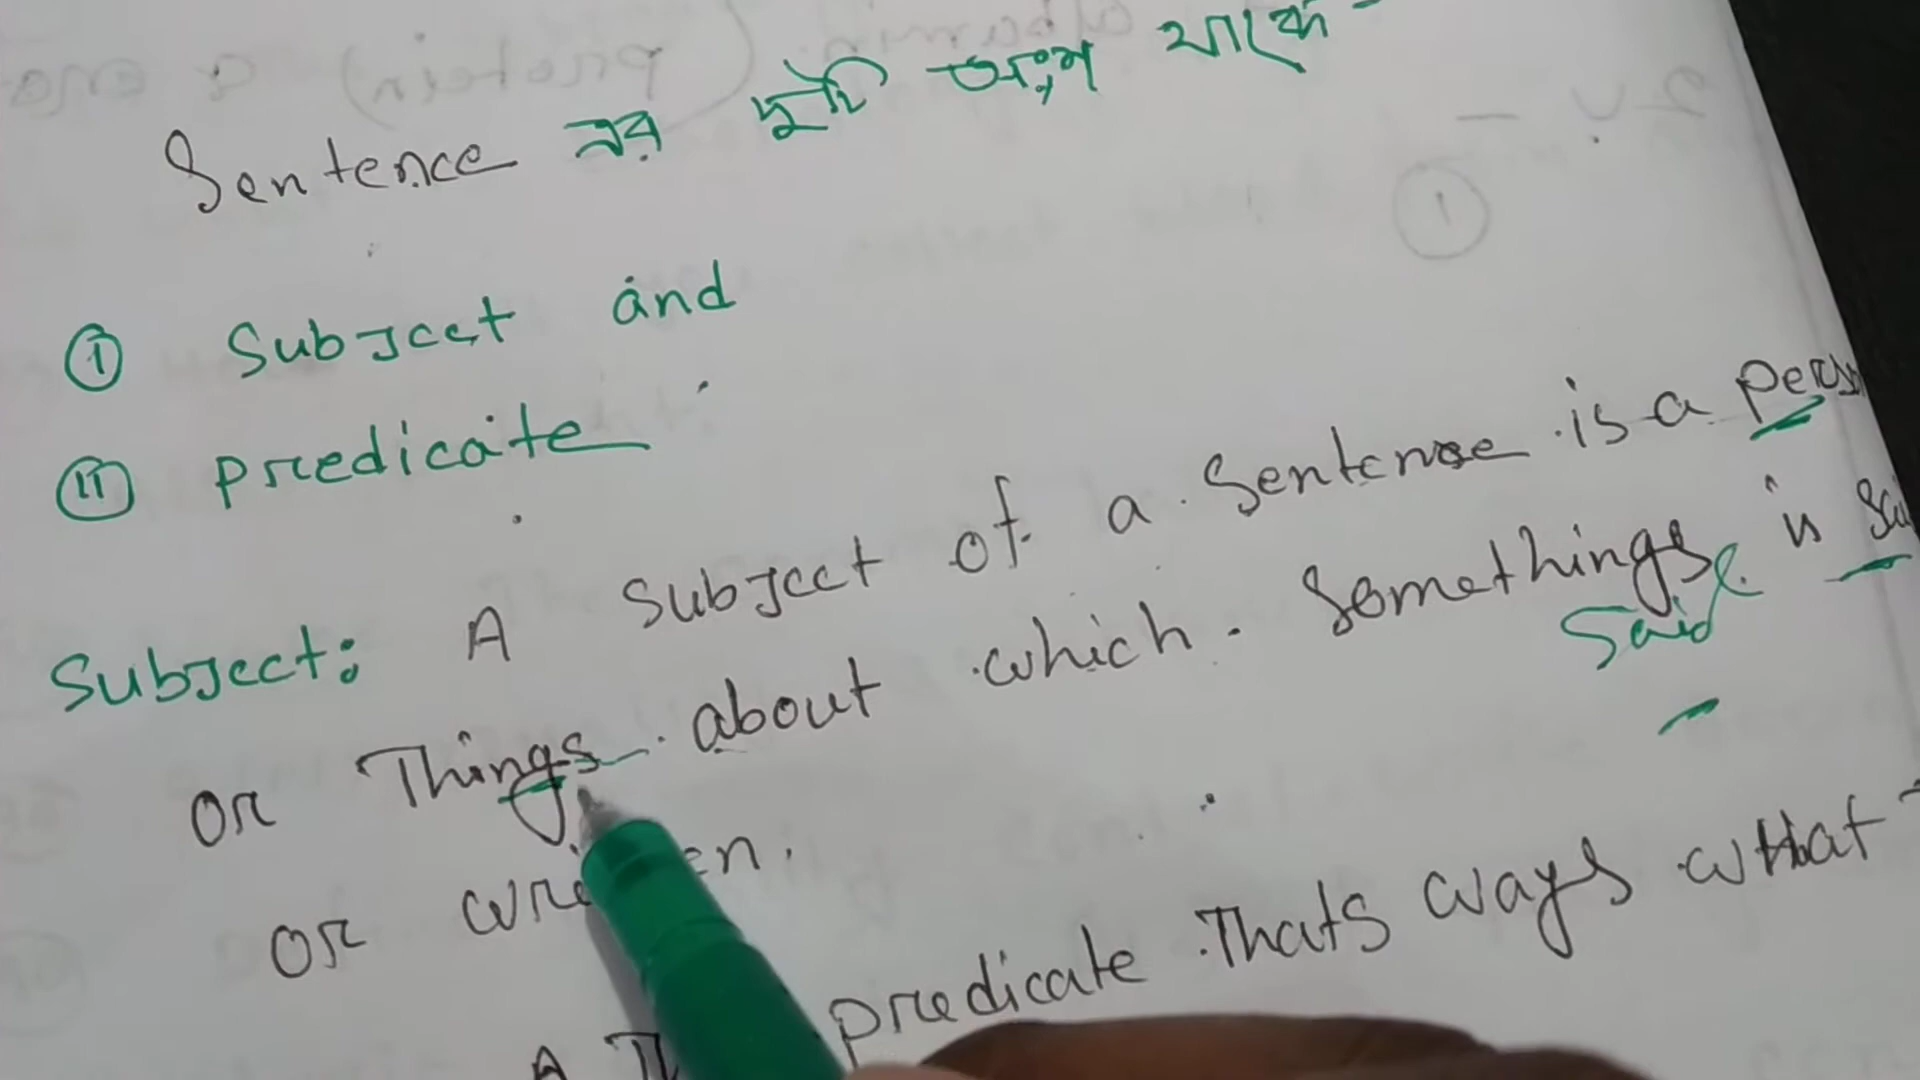 Sentence এর দুটি অংশ থাকে -
① Subject and
② predicate
Subject: A Subject of a Sentence is a
or Things about which Somethings is
Said
or
predicate Thats ways what